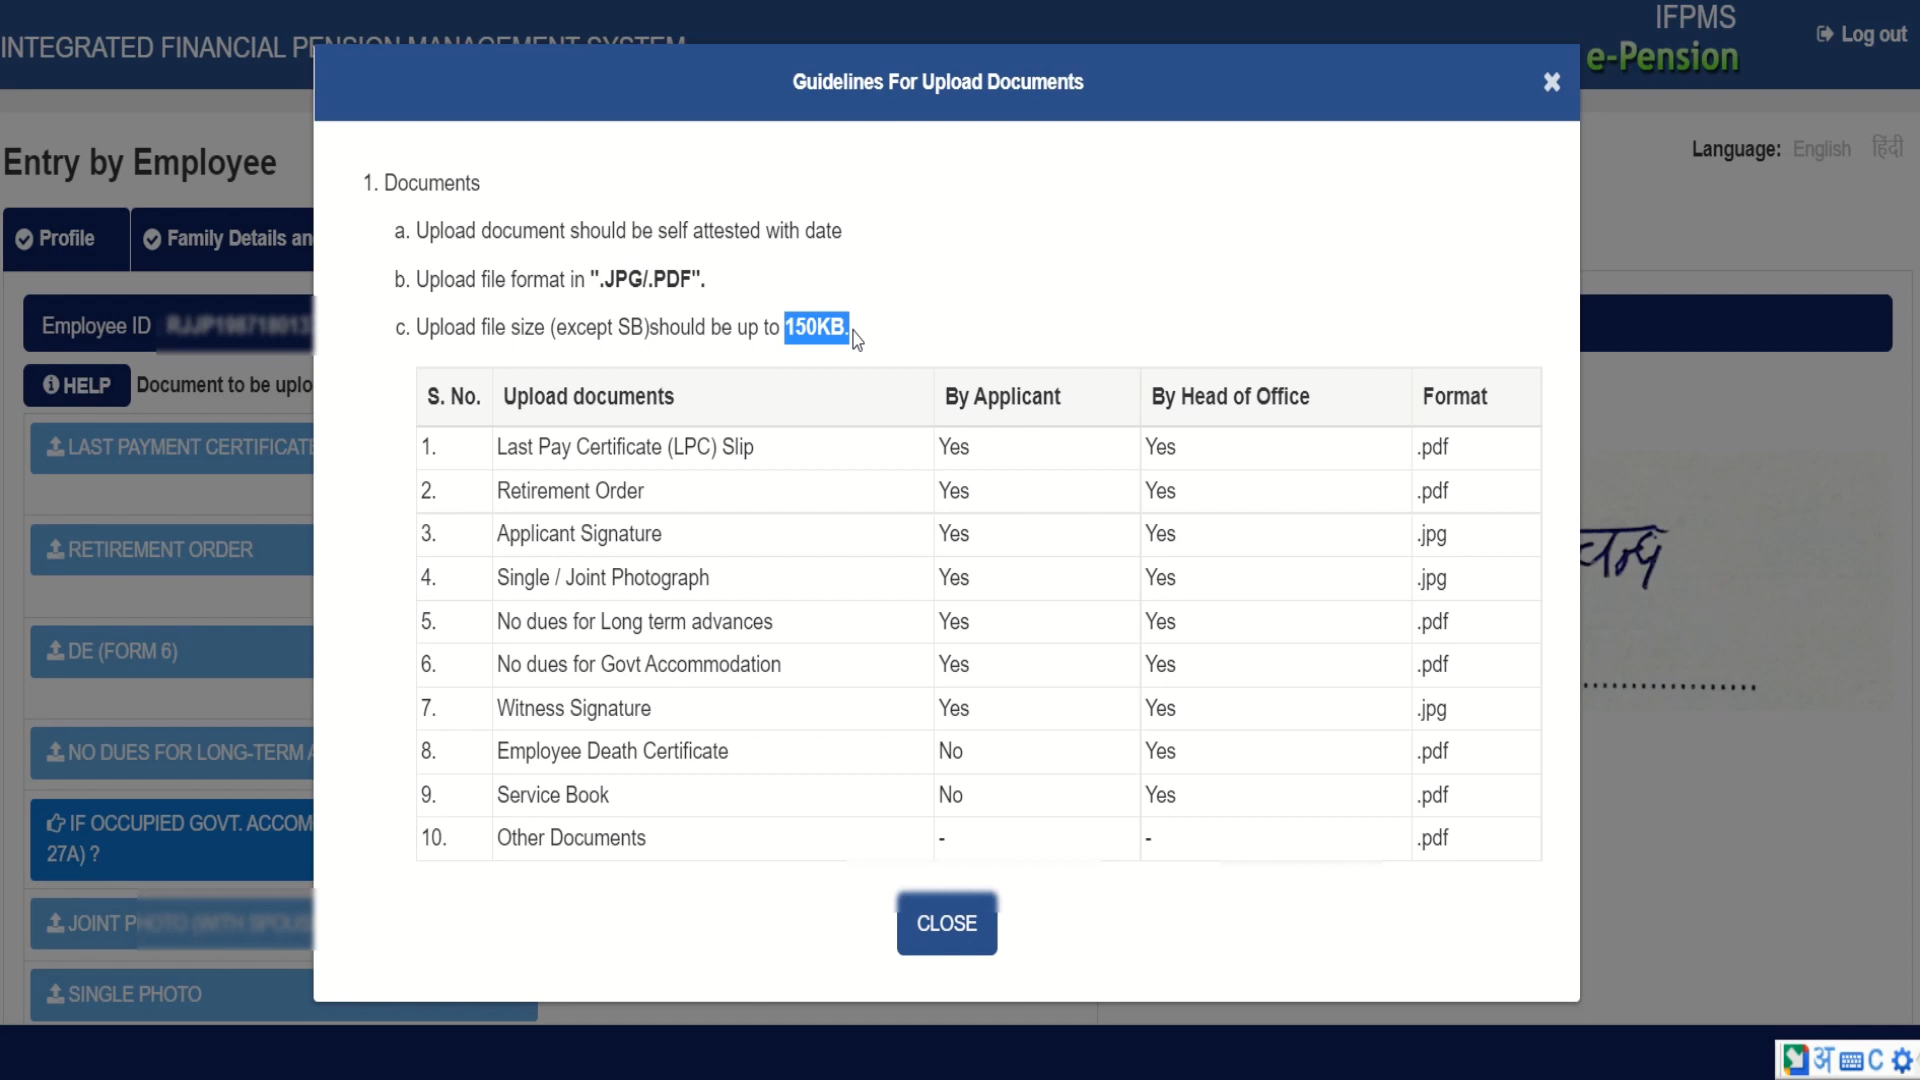 INTEGRATED FINANCIAL PENSION MANAGEMENT SYSTEM
IFPMS
e-Pension
Log out
Guidelines For Upload Documents
Language: English हिंदी
Entry by Employee
Profile
Family Details an
Employee ID
HELP Document to be uplo
LAST PAYMENT CERTIFICATE
RETIREMENT ORDER
DE (FORM 6)
NO DUES FOR LONG-TERM A
IF OCCUPIED GOVT. ACCOM
27A) ?
JOINT PHOTO (WITH SPOUS
SINGLE PHOTO
1. Documents
a. Upload document should be self attested with date
b. Upload file format in ".JPG/.PDF".
c. Upload file size (except SB)should be up to 150KB.
S. No. Upload documents By Applicant By Head of Office Format
1. Last Pay Certificate (LPC) Slip Yes Yes .pdf
2. Retirement Order Yes Yes .pdf
3. Applicant Signature Yes Yes .jpg
4. Single / Joint Photograph Yes Yes .jpg
5. No dues for Long term advances Yes Yes .pdf
6. No dues for Govt Accommodation Yes Yes .pdf
7. Witness Signature Yes Yes .jpg
8. Employee Death Certificate No Yes .pdf
9. Service Book No Yes .pdf
10. Other Documents - - .pdf
CLOSE
अ C